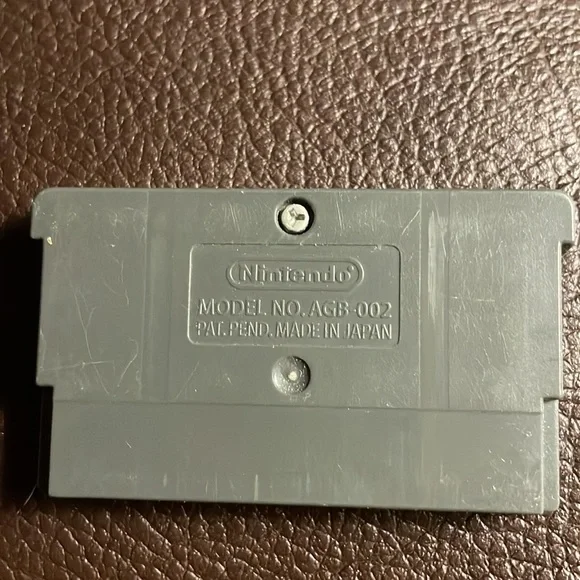 Nintendo®
MODEL NO. AGB-002
PAT. PEND. MADE IN JAPAN